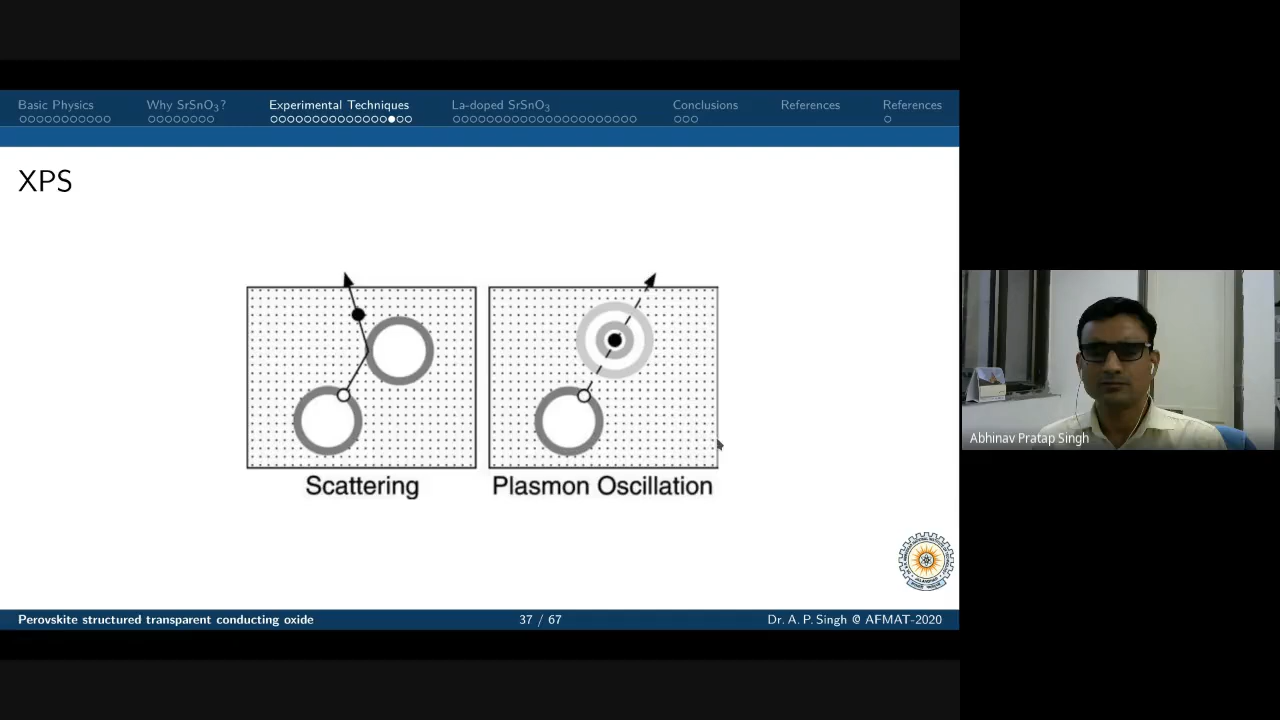 Basic Physics Why SrSnO₃? Experimental Techniques La-doped SrSnO₃ Conclusions References References
XPS
Scattering Plasmon Oscillation
Abhinav Pratap Singh
Perovskite structured transparent conducting oxide 37 / 67 Dr. A. P. Singh @ AFMAT-2020